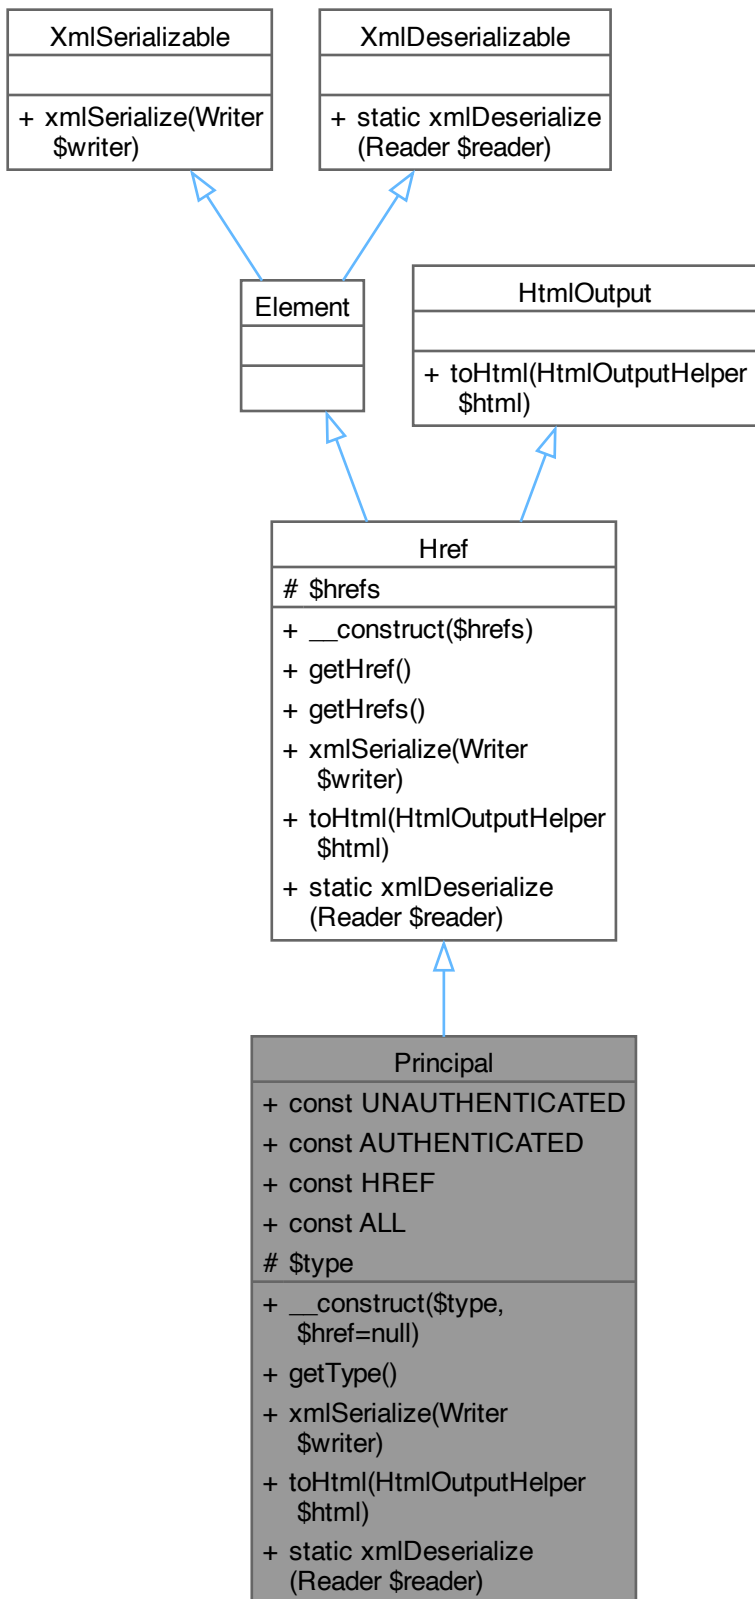 XmlSerializable
+ xmlSerialize(Writer
$writer)
XmlDeserializable
+ static xmlDeserialize
(Reader $reader)
Element
HtmlOutput
+ toHtml(HtmlOutputHelper
$html)
Href
# $hrefs
+ __construct($hrefs)
+ getHref()
+ getHrefs()
+ xmlSerialize(Writer
$writer)
+ toHtml(HtmlOutputHelper
$html)
+ static xmlDeserialize
(Reader $reader)
Principal
+ const UNAUTHENTICATED
+ const AUTHENTICATED
+ const HREF
+ const ALL
# $type
+ __construct($type,
$href=null)
+ getType()
+ xmlSerialize(Writer
$writer)
+ toHtml(HtmlOutputHelper
$html)
+ static xmlDeserialize
(Reader $reader)